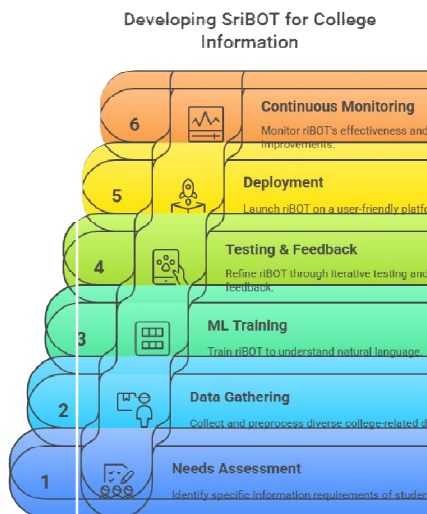 Developing SriBOT for College
Information
6
Continuous Monitoring
Monitor riBOT's effectiveness and
improvements.
5
Deployment
Launch riBOT on a user-friendly platfo
4
Testing & Feedback
Refine riBOT through iterative testing and
feedback.
3
ML Training
Train riBOT to understand natural language.
2
Data Gathering
Collect and preprocess diverse college-related d
1
Needs Assessment
Identify specific information requirements of studen